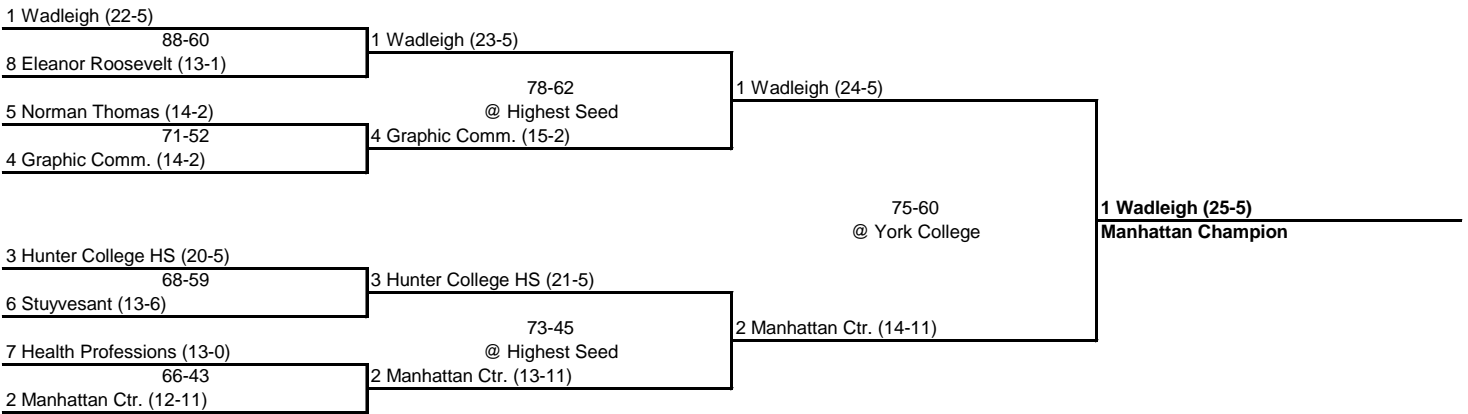 1 Wadleigh (22-5)
88-60
8 Eleanor Roosevelt (13-1)
5 Norman Thomas (14-2)
71-52
4 Graphic Comm. (14-2)
3 Hunter College HS (20-5)
68-59
6 Stuyvesant (13-6)
7 Health Professions (13-0)
66-43
2 Manhattan Ctr. (12-11)
1 Wadleigh (23-5)
78-62
@ Highest Seed
4 Graphic Comm. (15-2)
3 Hunter College HS (21-5)
73-45
@ Highest Seed
2 Manhattan Ctr. (13-11)
1 Wadleigh (24-5)
75-60
@ York College
2 Manhattan Ctr. (14-11)
1 Wadleigh (25-5)
Manhattan Champion